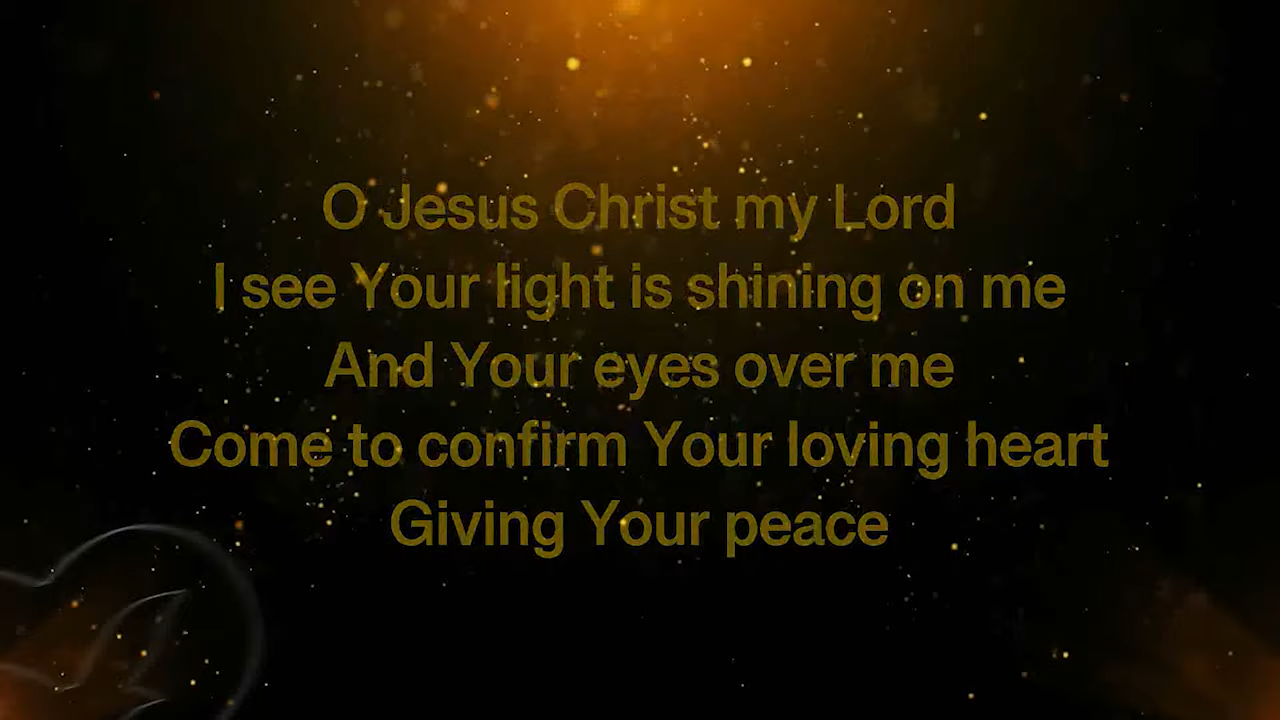 O Jesus Christ my Lord
I see Your light is shining on me
And Your eyes over me
Come to confirm Your loving heart
Giving Your peace